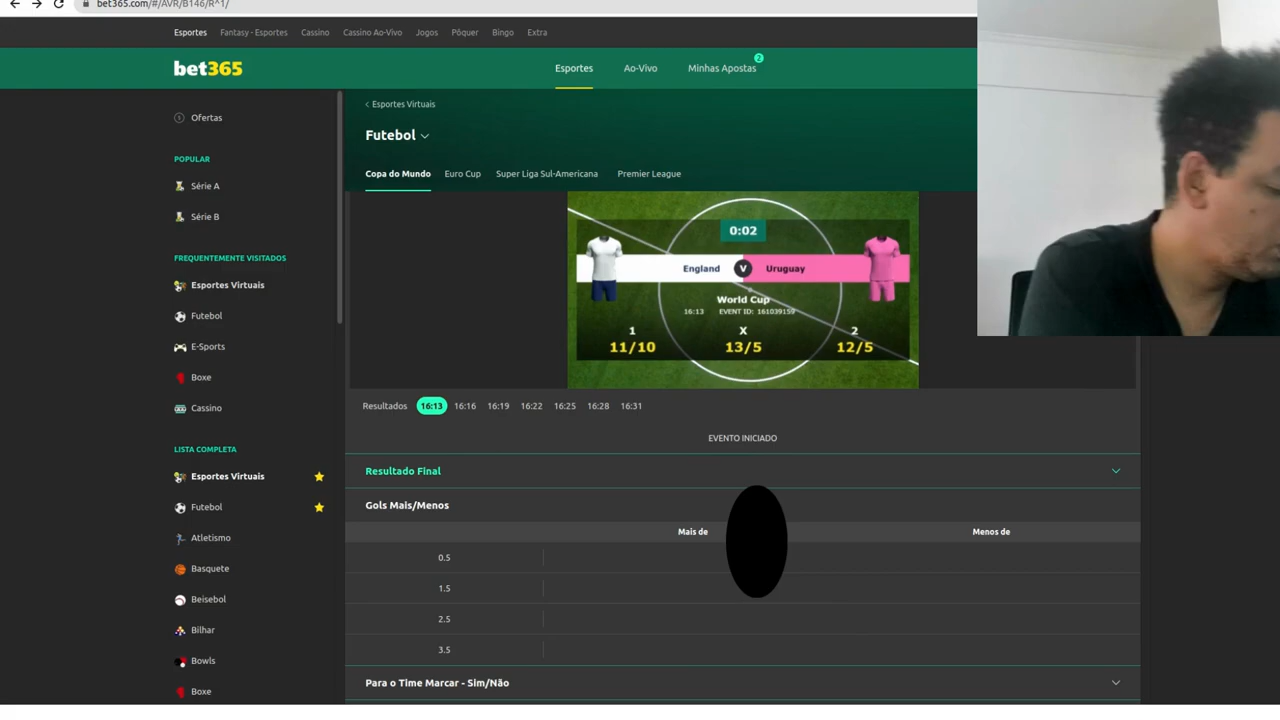 bet365.com/#/AVR/B146/R^1/
Esportes Fantasy - Esportes Cassino Cassino Ao-Vivo Jogos Pôquer Bingo Extra
bet365
Esportes Ao-Vivo Minhas Apostas 2
Ofertas
POPULAR
Série A
Série B
FREQUENTEMENTE VISITADOS
Esportes Virtuais
Futebol
E-Sports
Boxe
Cassino
LISTA COMPLETA
Esportes Virtuais
Futebol
Atletismo
Basquete
Beisebol
Bilhar
Bowls
Boxe
< Esportes Virtuais
Futebol
Copa do Mundo Euro Cup Super Liga Sul-Americana Premier League
0:02
England V Uruguay
World Cup
16:13 EVENT ID: 161039159
1 X 2
11/10 13/5 12/5
Resultados 16:13 16:16 16:19 16:22 16:25 16:28 16:31
EVENTO INICIADO
Resultado Final
Gols Mais/Menos
Mais de Menos de
0.5
1.5
2.5
3.5
Para o Time Marcar - Sim/Não